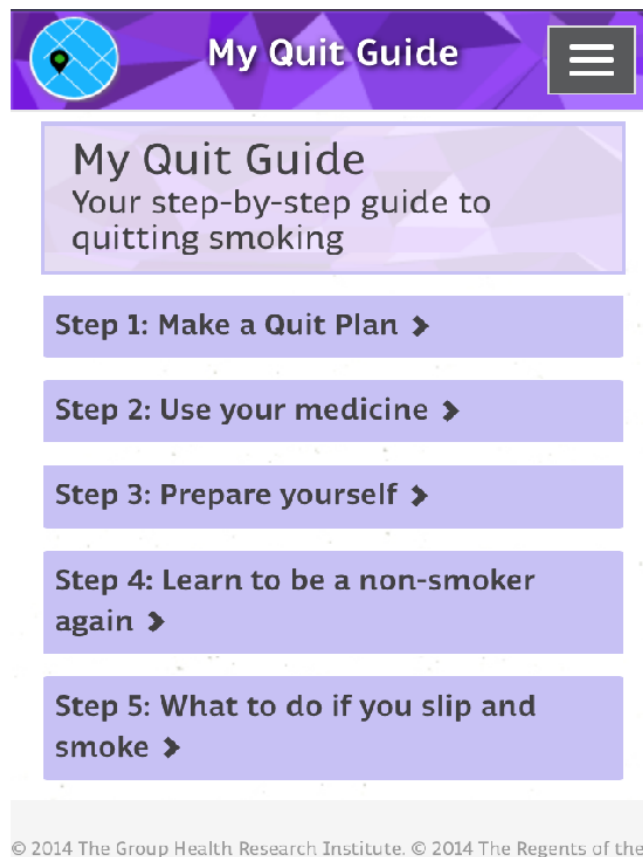 My Quit Guide
My Quit Guide
Your step-by-step guide to
quitting smoking
Step 1: Make a Quit Plan
Step 2: Use your medicine
Step 3: Prepare yourself
Step 4: Learn to be a non-smoker
again
Step 5: What to do if you slip and
smoke
© 2014 The Group Health Research Institute. © 2014 The Regents of the